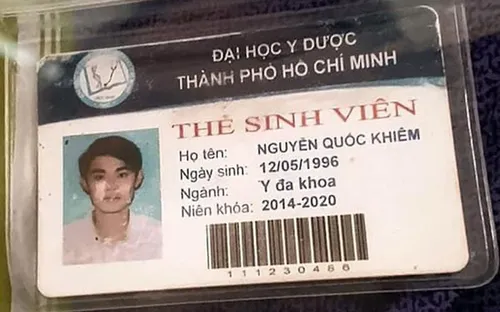 ĐẠI HỌC Y DƯỢC
THÀNH PHỐ HỒ CHÍ MINH
THẺ SINH VIÊN
Họ tên: NGUYỄN QUỐC KHIÊM
Ngày sinh: 12/05/1996
Ngành: Y đa khoa
Niên khóa: 2014-2020
111230456